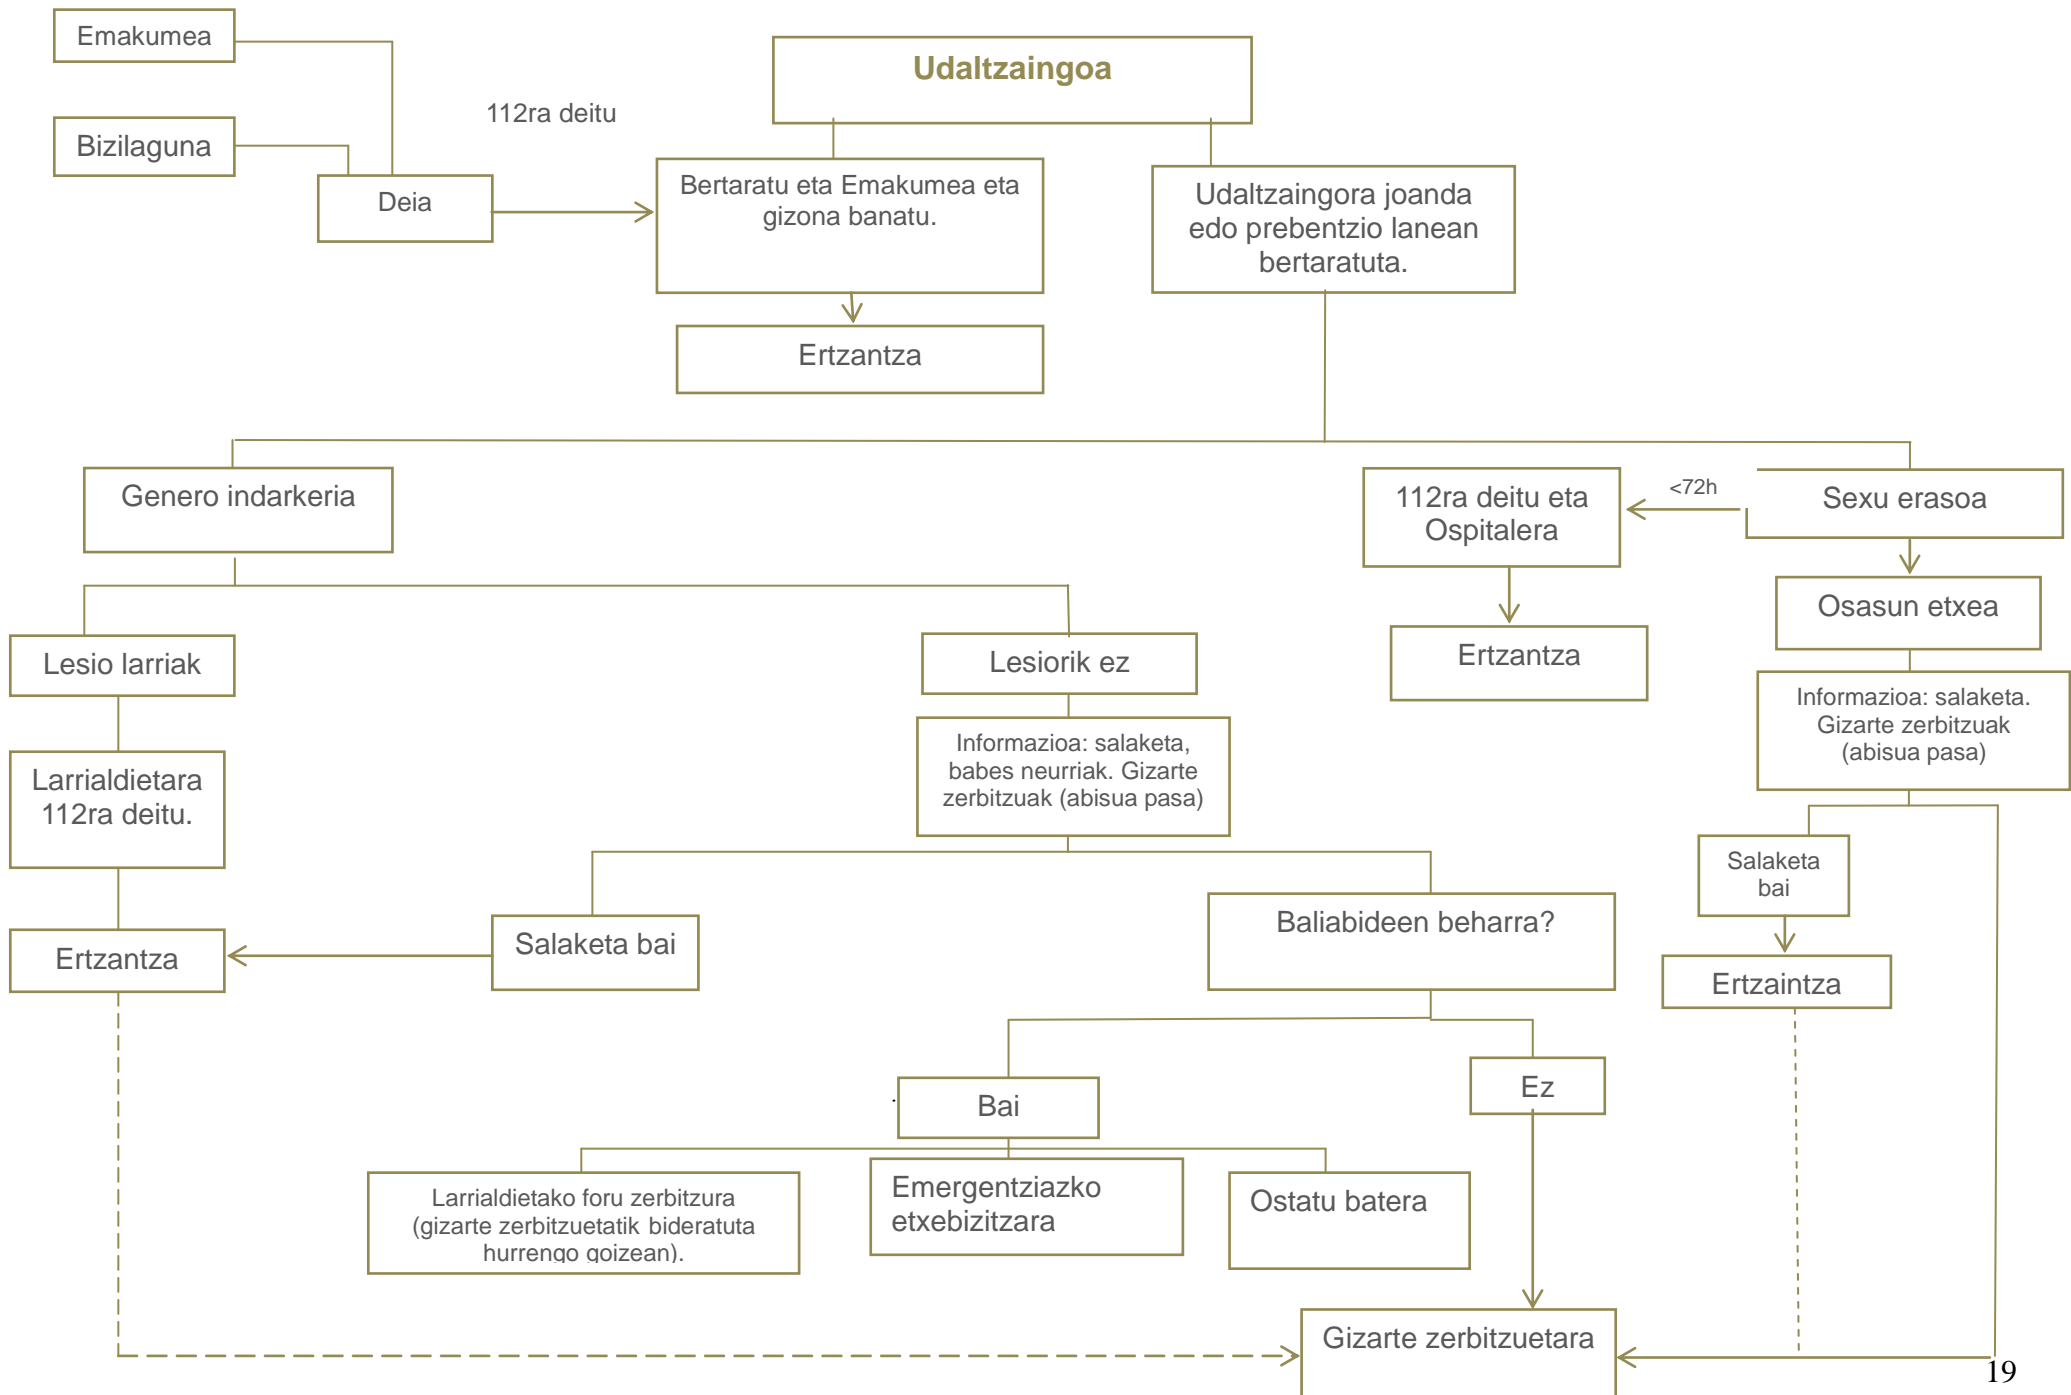 Emakumea
Udaltzaingoa
112ra deitu
Bizilaguna
Deia
Bertaratu eta Emakumea eta
gizona banatu.
Udaltzaingora joanda
edo prebentzio lanean
bertaratuta.
Ertzantza
Genero indarkeria
112ra deitu eta
Ospitalera
<72h
Sexu erasoa
Osasun etxea
Lesio larriak
Lesiorik ez
Ertzantza
Informazioa: salaketa.
Gizarte zerbitzuak
(abisua pasa)
Larrialdietara
112ra deitu.
Informazioa: salaketa,
babes neurriak. Gizarte
zerbitzuak (abisua pasa)
Salaketa
bai
Ertzantza
Salaketa bai
Baliabideen beharra?
Ertzaintza
Bai
Ez
Larrialdietako foru zerbitzura
(gizarte zerbitzuetatik bideratuta
hurrengo goizean).
Emergentziazko
etxebizitzara
Ostatu batera
Gizarte zerbitzuetara
19